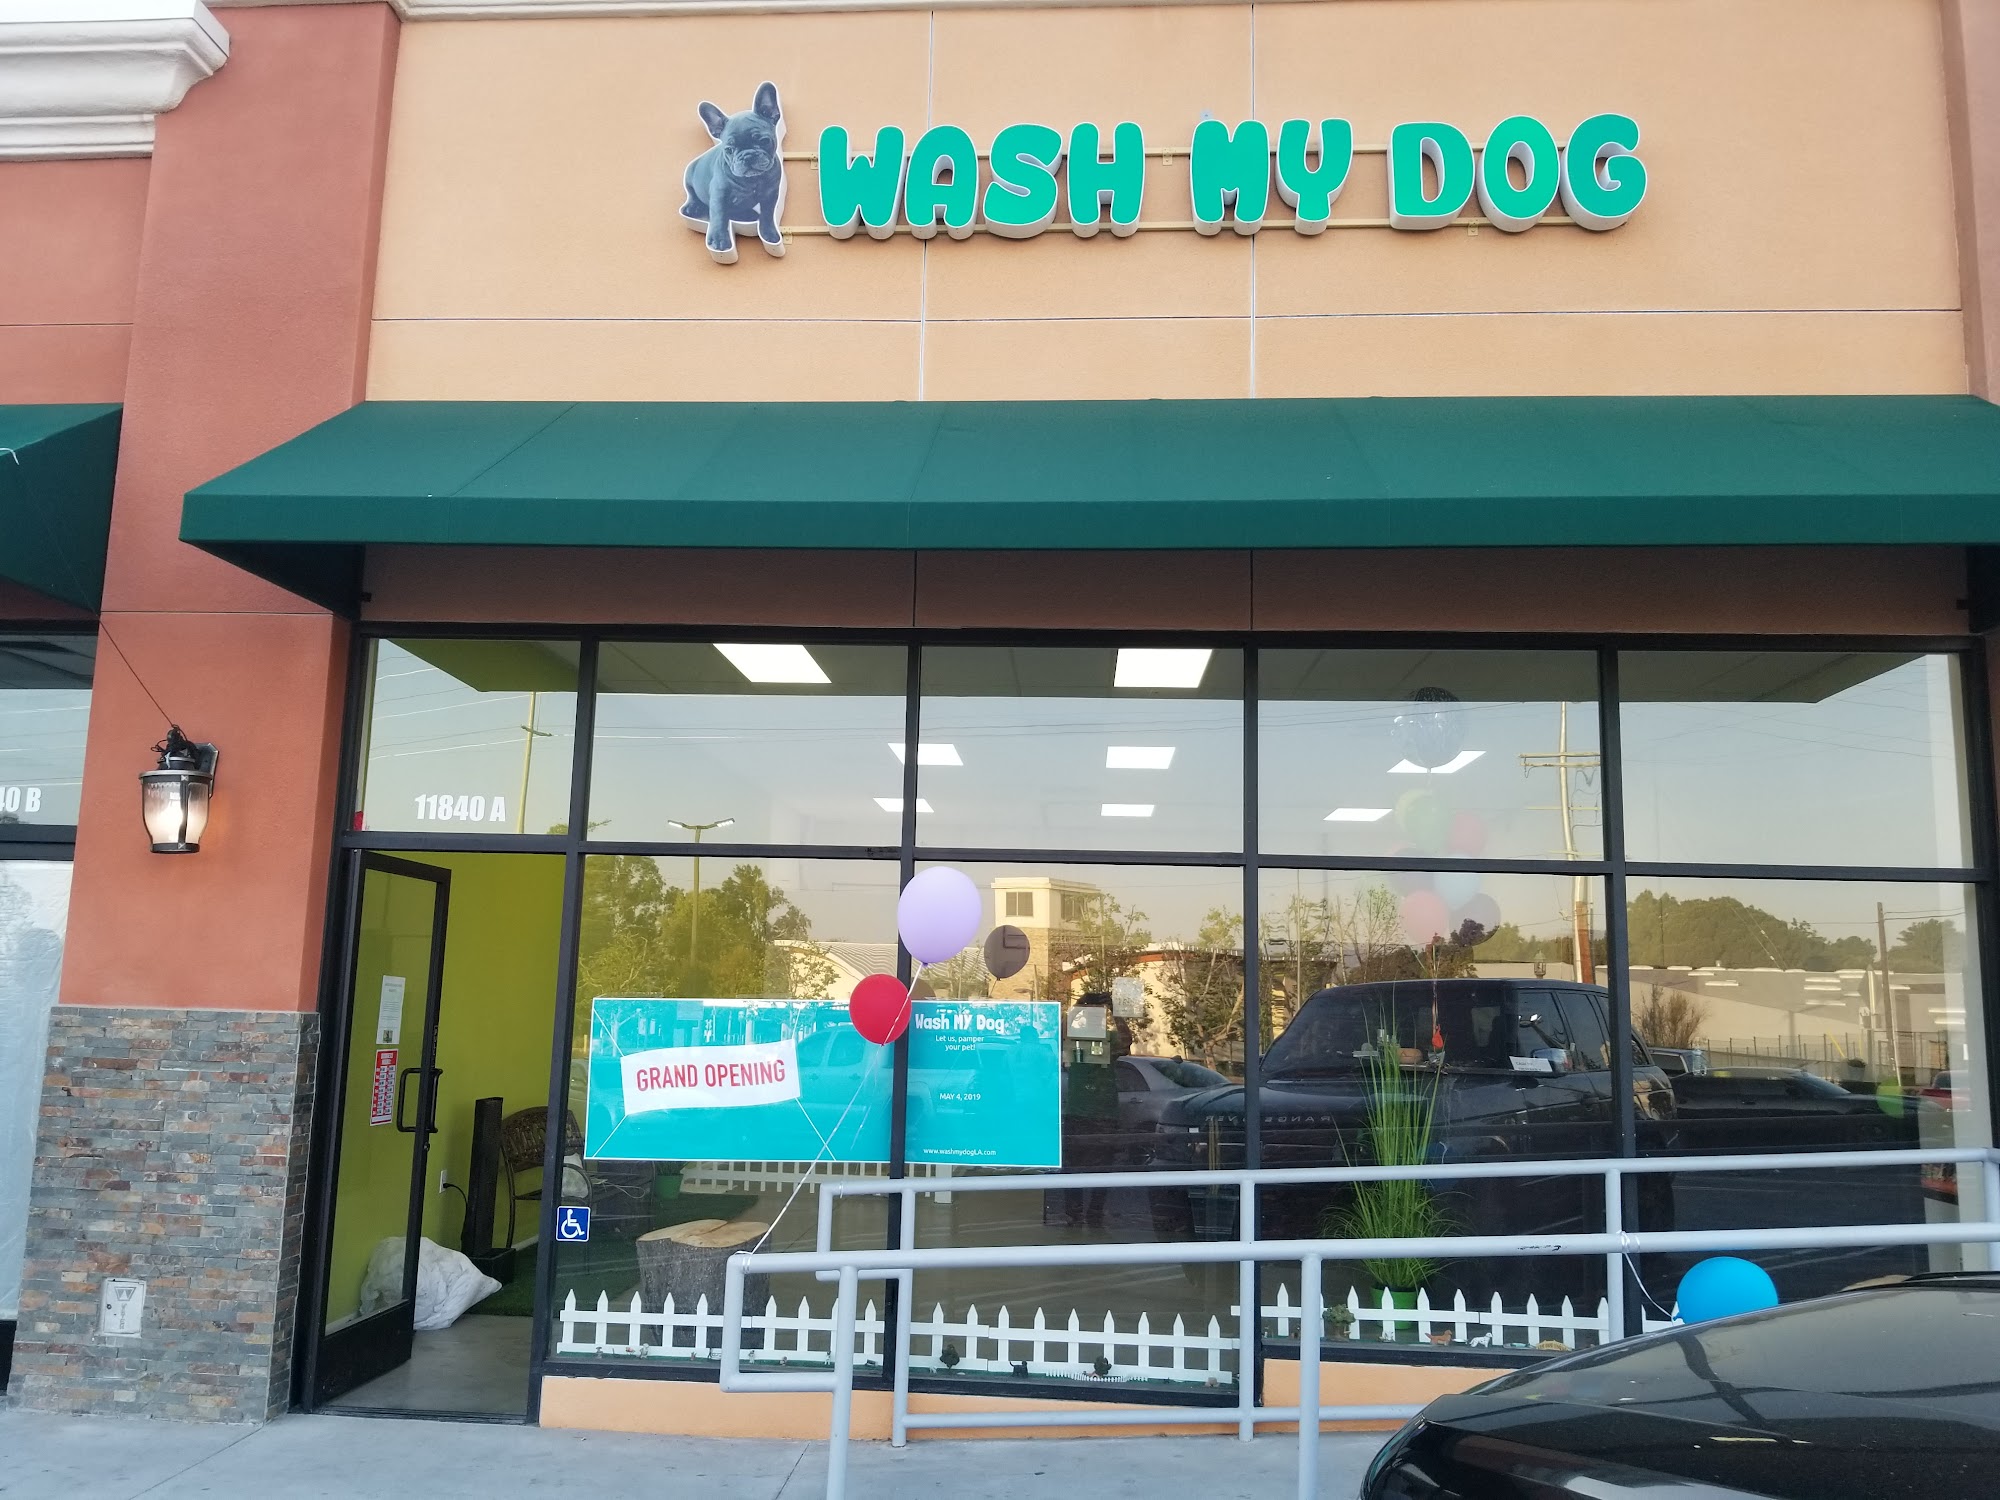 WASH MY DOG
11840 A
40 B
GRAND OPENING
Wash My Dog
Let us, pamper
your pet!
MAY 4, 2019
www.washmydogLA.com